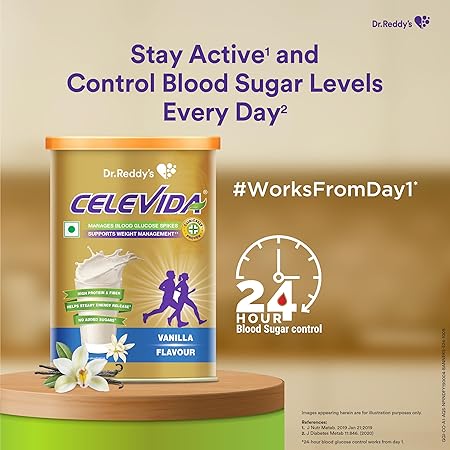 Dr.Reddy's
Stay Active¹ and
Control Blood Sugar Levels
Every Day²
Dr.Reddy's
CELEVIDA®
MANAGES BLOOD GLUCOSE SPIKES
SUPPORTS WEIGHT MANAGEMENT**
HIGH PROTEIN & FIBER
HELPS STEADY ENERGY RELEASE*
NO ADDED SUGARS*
VANILLA
FLAVOUR
#WorksFromDay1*
24
HOUR
Blood Sugar control
Images appearing herein are for illustration purposes only.
References:
1. J Nutr Metab. 2019 Jan 21;2019
2. J Diabetes Metab 11:846. (2020)
*24-hour blood glucose control works from day 1.